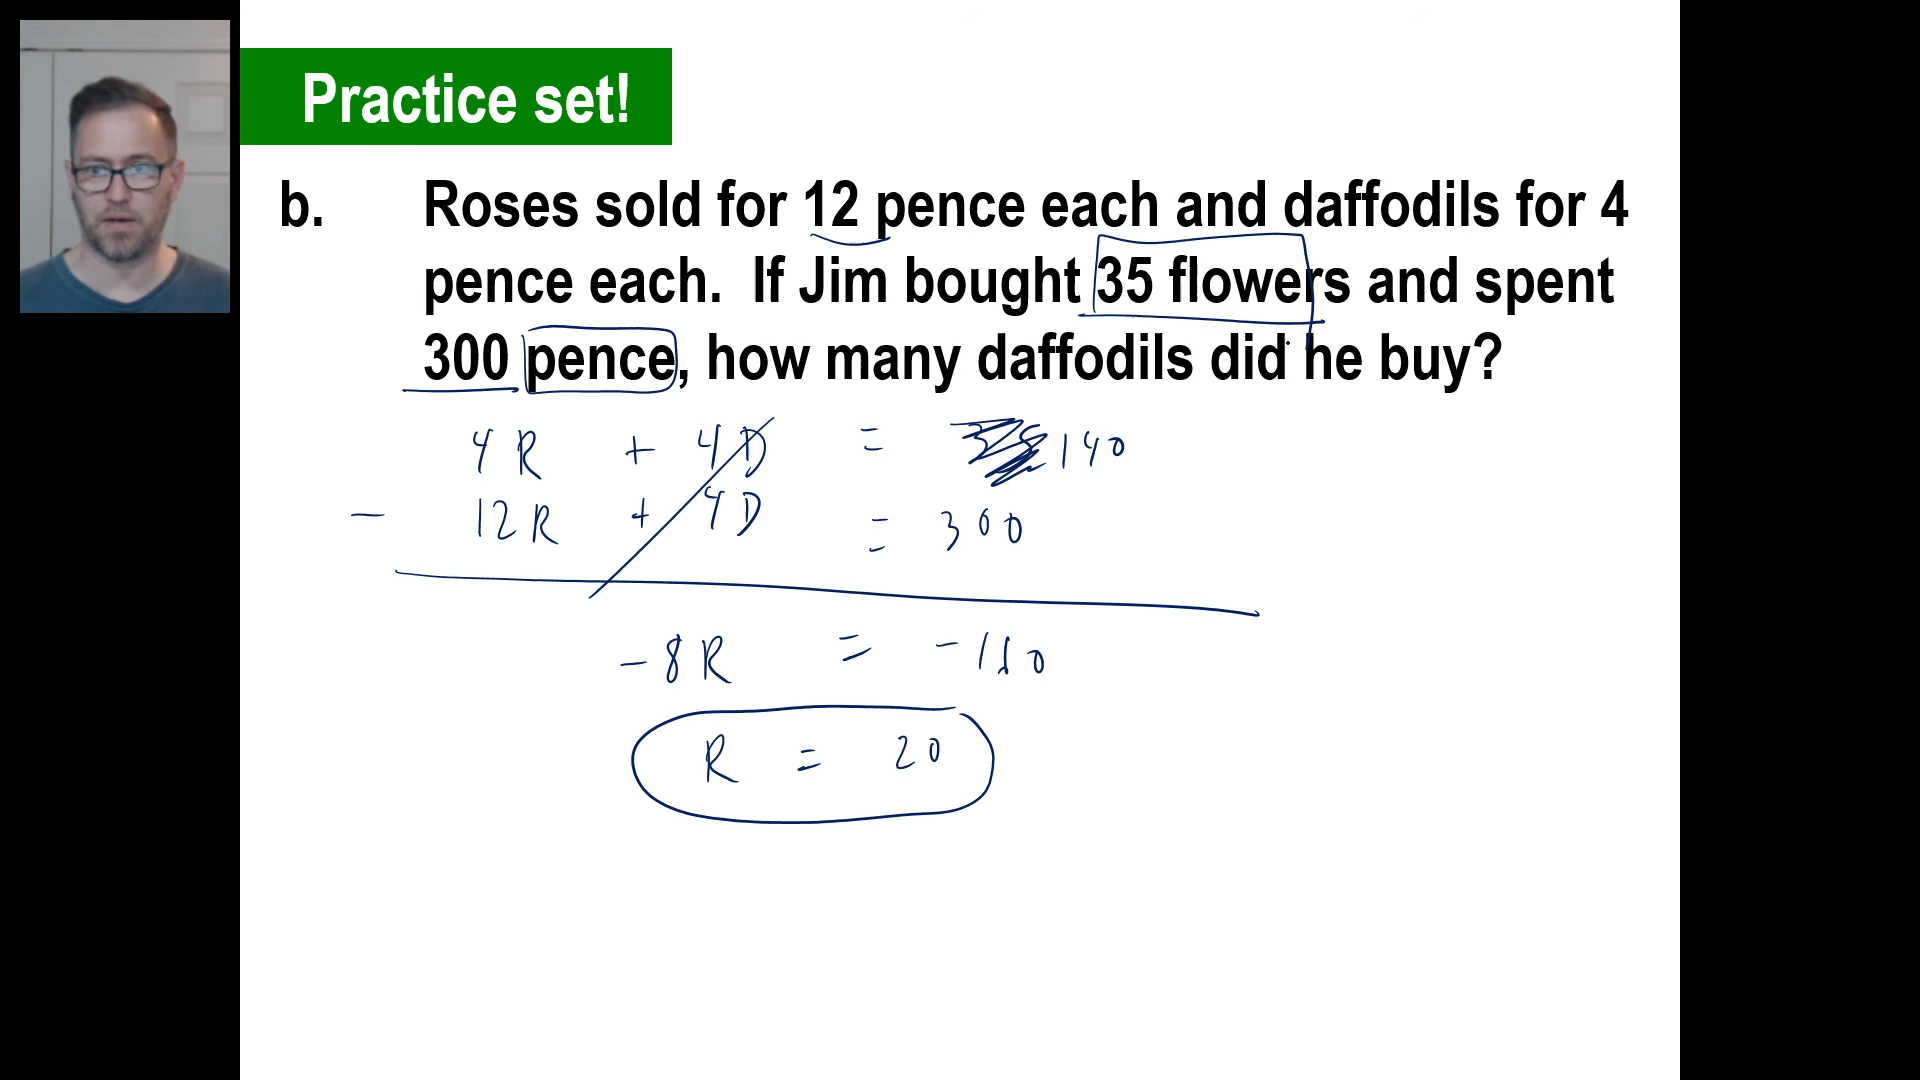 Practice set!
b. Roses sold for 12 pence each and daffodils for 4
pence each. If Jim bought 35 flowers and spent
300 pence, how many daffodils did he buy?
4R + 4D = 140
- 12R + 4D = 300
-8R = -160
R = 20